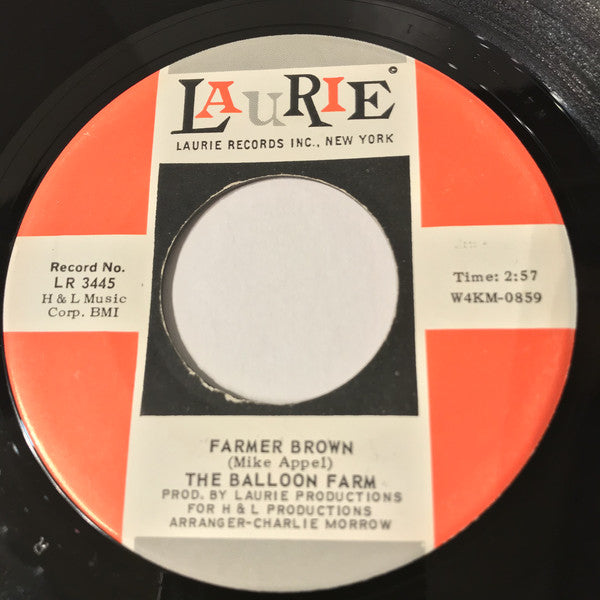 LAURIE
LAURIE RECORDS INC., NEW YORK
Record No.
LR 3445
H & L Music
Corp. BMI
Time: 2:57
W4KM-0859
FARMER BROWN
(Mike Appel)
THE BALLOON FARM
PROD. BY LAURIE PRODUCTIONS
FOR H & L PRODUCTIONS
ARRANGER-CHARLIE MORROW